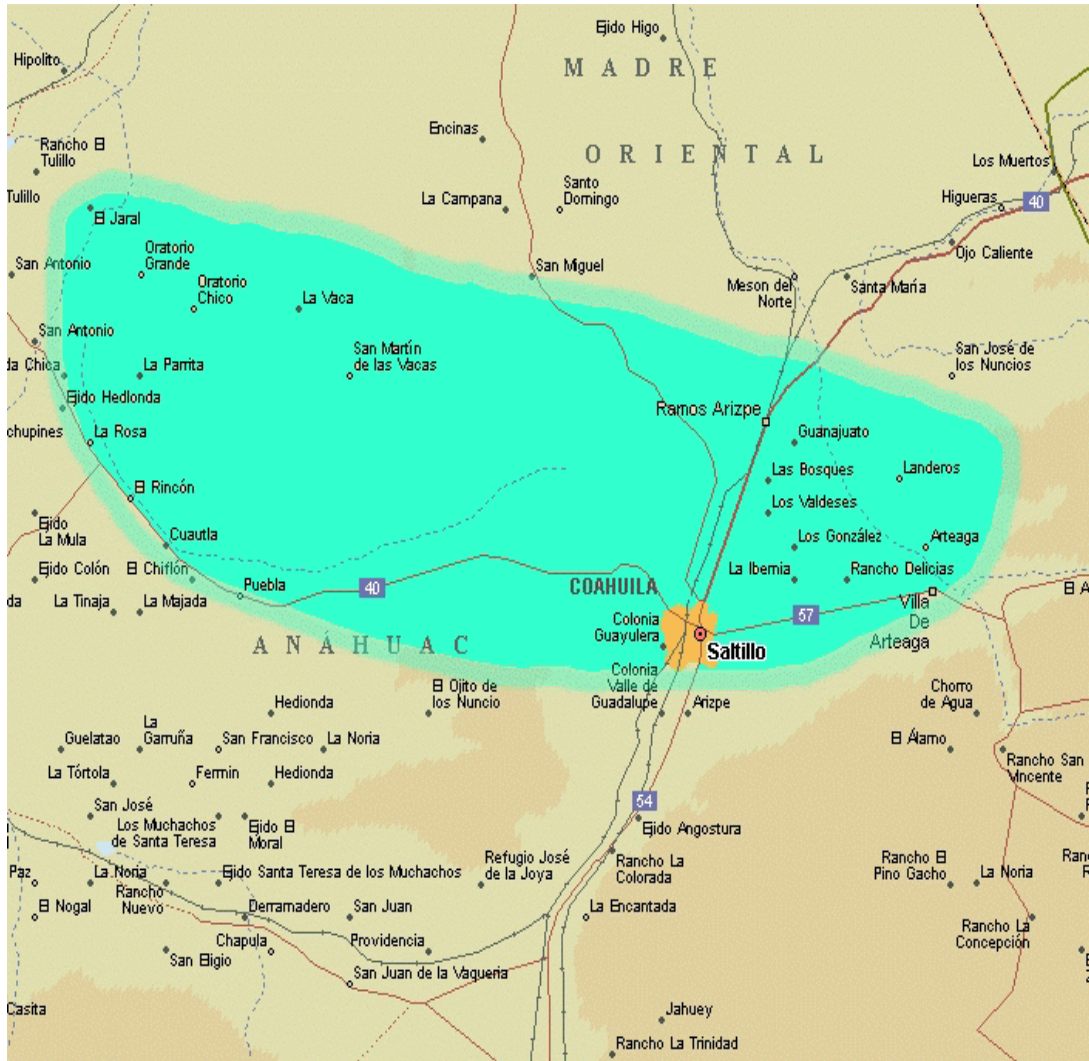 Ejido Higo
Hipolito
MADRE
Encinas
Rancho El
Tulillo
ORIENTAL
Los Muertos
Tulillo
La Campana
Santo
Domingo
Higueras
40
El Jaral
Oratorio
Grande
San Antonio
San Miguel
Ojo Caliente
Oratorio
Chico
La Vaca
Meson del
Norte
Santa María
San Antonio
San Martín
de las Vacas
San José de
los Nuncios
da Chica
La Parrita
Ejido Hedionda
Ramos Arizpe
chupines
La Rosa
Guanajuato
Las Bosques
Landeros
El Rincón
Los Valdeses
Ejido
La Mula
Cuautla
Los González
Arteaga
Ejido Colón
El Chiflón
Puebla
40
COAHUILA
La Ibernia
Rancho Delicias
da
La Tinaja
La Majada
Villa
De
Arteaga
El A
Colonia
Guayulera
57
ANÁHUAC
Saltillo
Colonia
Valle de
Guadalupe
Arizpe
El Ojito de
los Nuncio
Chorro
de Agua
Hedionda
Guelatao
La
Garruña
San Francisco
La Noria
El Álamo
Rancho San
Vincente
La Tórtola
Fermin
Hedionda
San José
Los Muchachos
de Santa Teresa
Ejido El
Moral
54
Ejido Angostura
Paz
La Noria
Rancho
Nuevo
Ejido Santa Teresa de los Muchachos
Refugio José
de la Joya
Rancho La
Colorada
Rancho El
Pino Gacho
La Noria
El Nogal
Derramadero
San Juan
La Encantada
Rancho La
Concepción
San Eligio
Chapula
Providencia
San Juan de la Vaqueria
Casita
Jahuey
Rancho La Trinidad